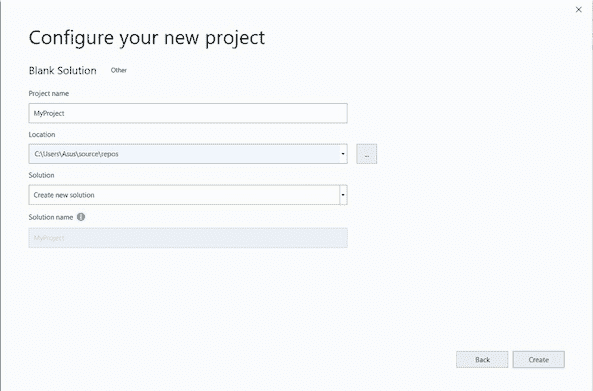 Configure your new project
Blank Solution Other
Project name
MyProject
Location
C:\Users\Asus\source\repos
...
Solution
Create new solution
Solution name
MyProject
Back Create